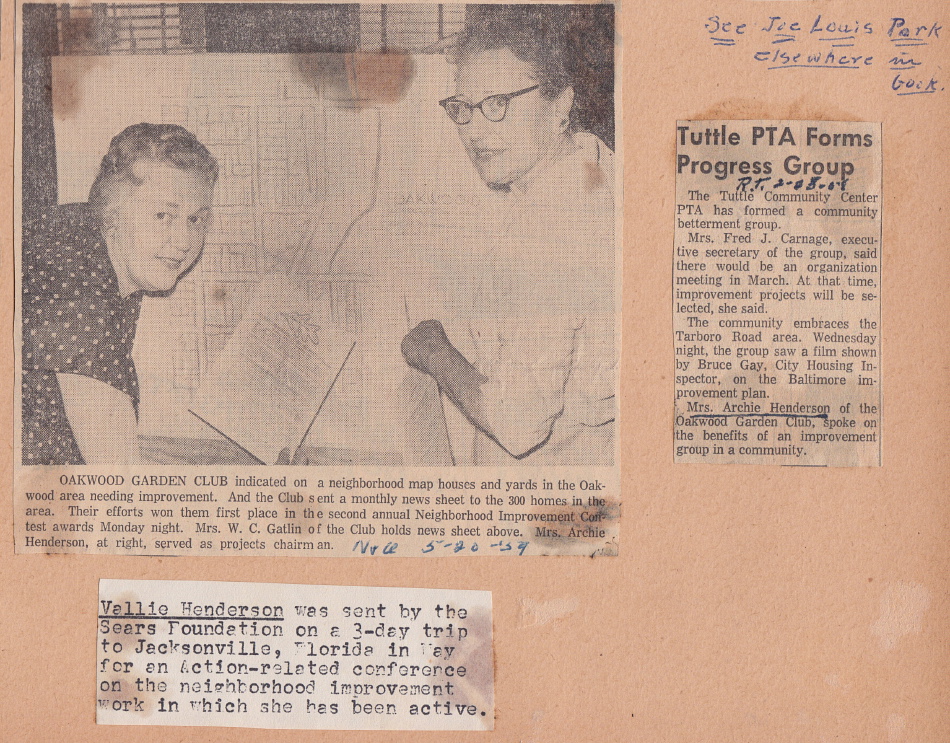 See Joe Louis Park
elsewhere in
book.
Tuttle PTA Forms
Progress Group
R.T.
The Tuttle Community Center
PTA has formed a community
betterment group.
Mrs. Fred J. Carnage, execu-
tive secretary of the group, said
there would be an organization
meeting in March. At that time,
improvement projects will be se-
lected, she said.
The community embraces the
Tarboro Road area. Wednesday
night, the group saw a film shown
by Bruce Gay, City Housing In-
spector, on the Baltimore im-
provement plan.
Mrs. Archie Henderson of the
Oakwood Garden Club, spoke on
the benefits of an improvement
group in a community.
OAKWOOD GARDEN CLUB indicated on a neighborhood map houses and yards in the Oak-
wood area needing improvement. And the Club sent a monthly news sheet to the 300 homes in the
area. Their efforts won them first place in the second annual Neighborhood Improvement Con-
test awards Monday night. Mrs. W. C. Gatlin of the Club holds news sheet above. Mrs. Archie
Henderson, at right, served as projects chairman. N&O 5-20-59
Vallie Henderson was sent by the
Sears Foundation on a 3-day trip
to Jacksonville, Florida in May
for an Action-related conference
on the neighborhood improvement
work in which she has been active.